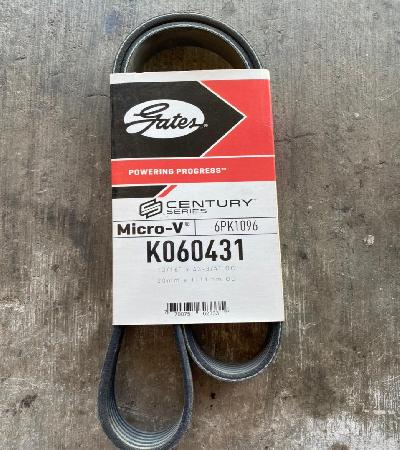 Gates®
POWERING PROGRESS™
CENTURY
SERIES
Micro-V® 6PK1096
K060431